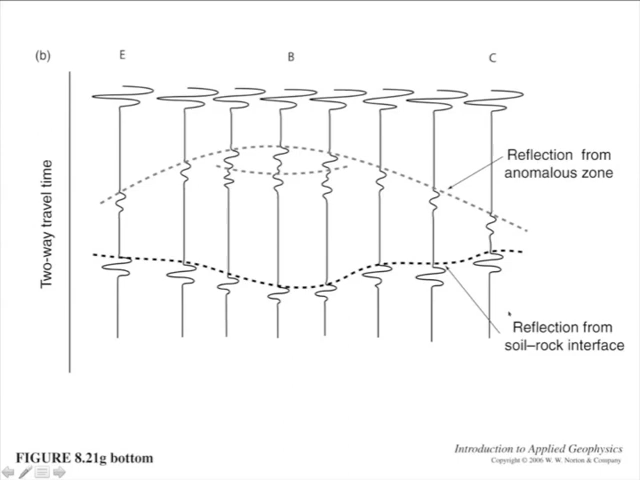 (b)
E
B
C
Two-way travel time
Reflection from
anomalous zone
Reflection from
soil–rock interface
FIGURE 8.21g bottom
Introduction to Applied Geophysics
Copyright © 2006 W. W. Norton & Company